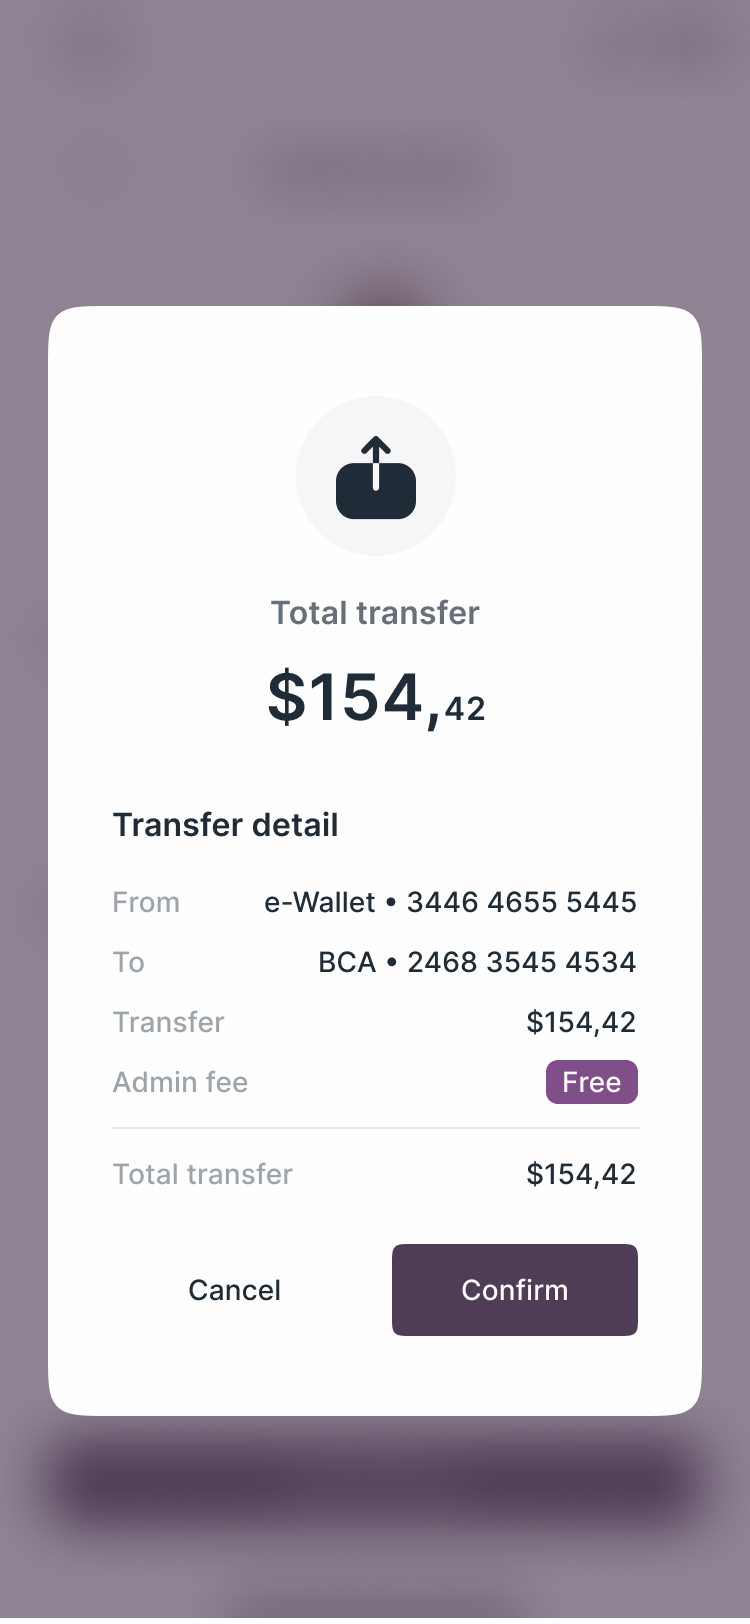 Total transfer
$154,42
Transfer detail
From e-Wallet • 3446 4655 5445
To BCA • 2468 3545 4534
Transfer $154,42
Admin fee Free
Total transfer $154,42
Cancel Confirm